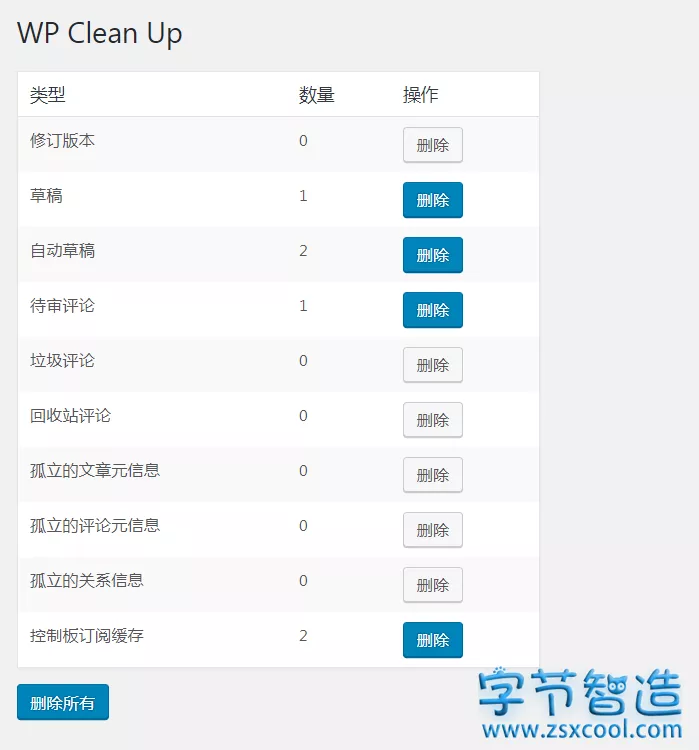 WP Clean Up
类型 数量 操作
修订版本 0 删除
草稿 1 删除
自动草稿 2 删除
待审评论 1 删除
垃圾评论 0 删除
回收站评论 0 删除
孤立的文章元信息 0 删除
孤立的评论元信息 0 删除
孤立的关系信息 0 删除
控制板订阅缓存 2 删除
删除所有
字节智造
www.zsxcool.com